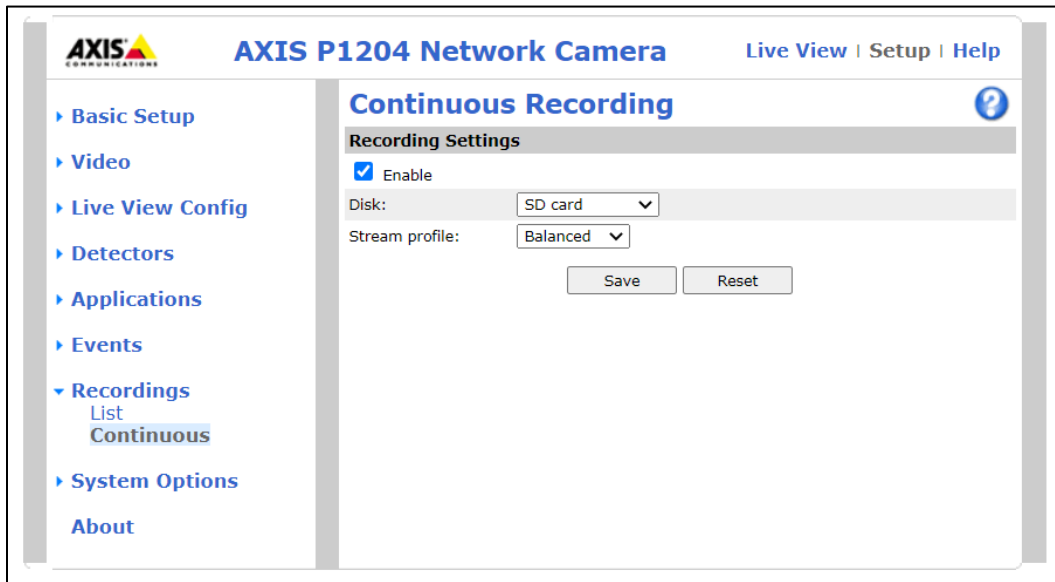 AXIS
COMMUNICATIONS
AXIS P1204 Network Camera
Live View | Setup | Help
Basic Setup
Video
Live View Config
Detectors
Applications
Events
Recordings
List
Continuous
System Options
About
Continuous Recording
?
Recording Settings
Enable
Disk: SD card
Stream profile: Balanced
Save Reset